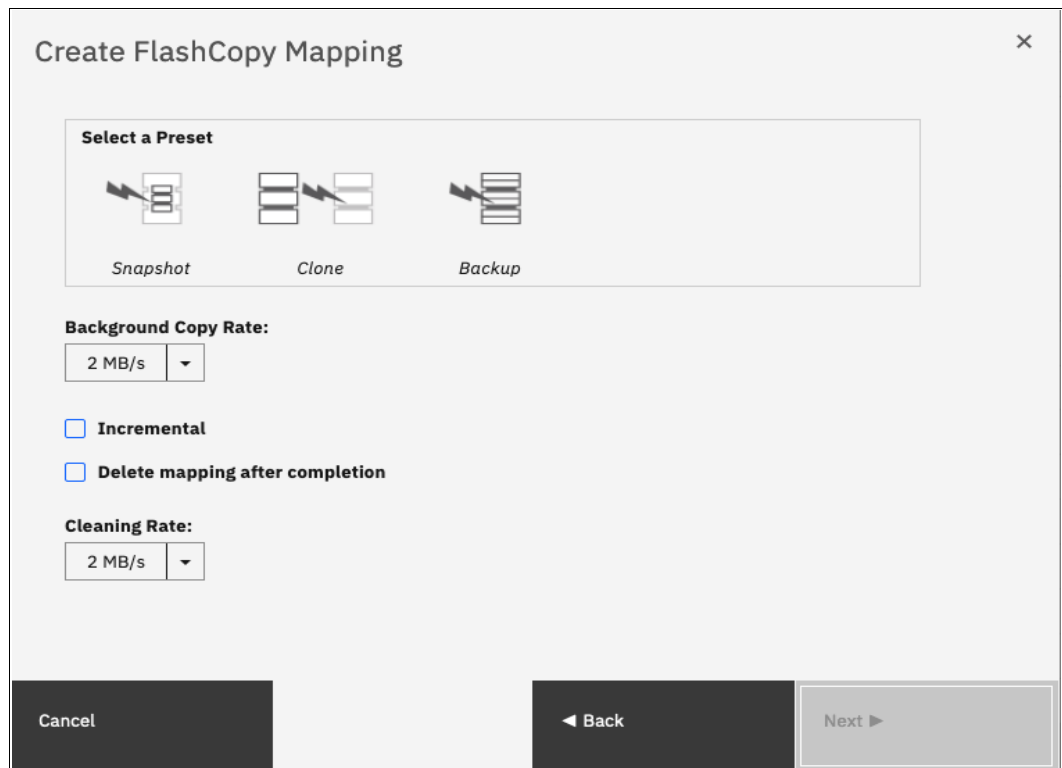 Create FlashCopy Mapping
Select a Preset
Snapshot Clone Backup
Background Copy Rate:
2 MB/s
Incremental
Delete mapping after completion
Cleaning Rate:
2 MB/s
Cancel Back Next